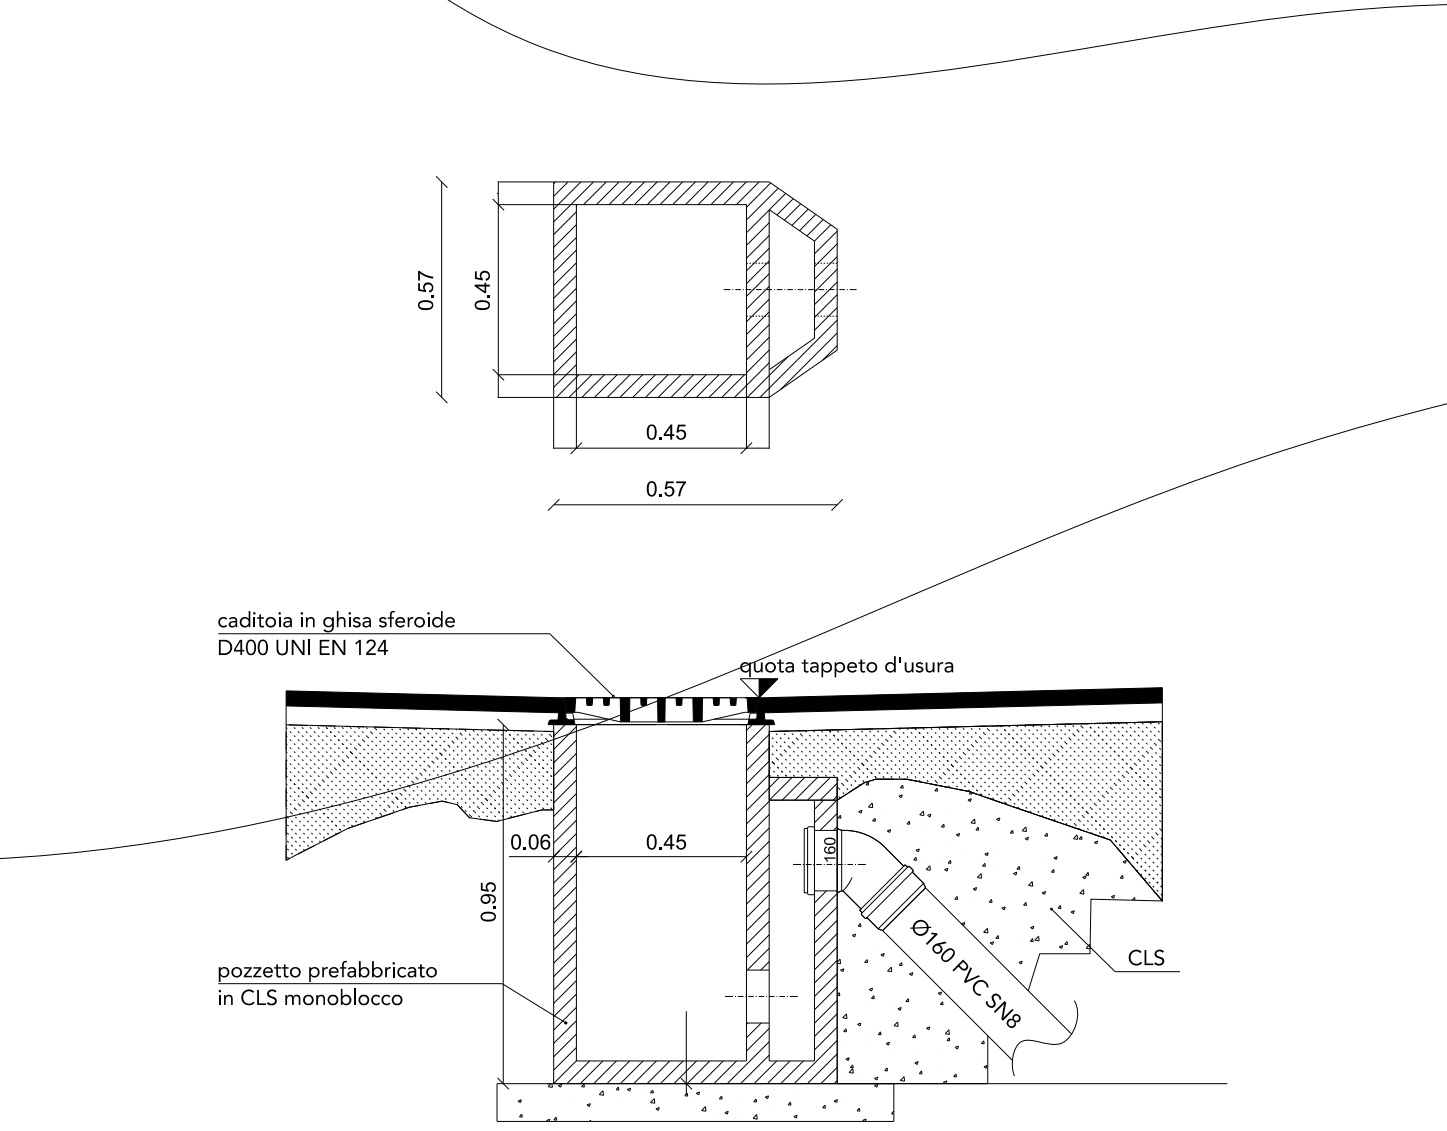 0.57
0.45
0.45
0.57
caditoia in ghisa sferoide
D400 UNI EN 124
quota tappeto d'usura
0.06
0.45
160
0.95
Ø160 PVC SN8
CLS
pozzetto prefabbricato
in CLS monoblocco